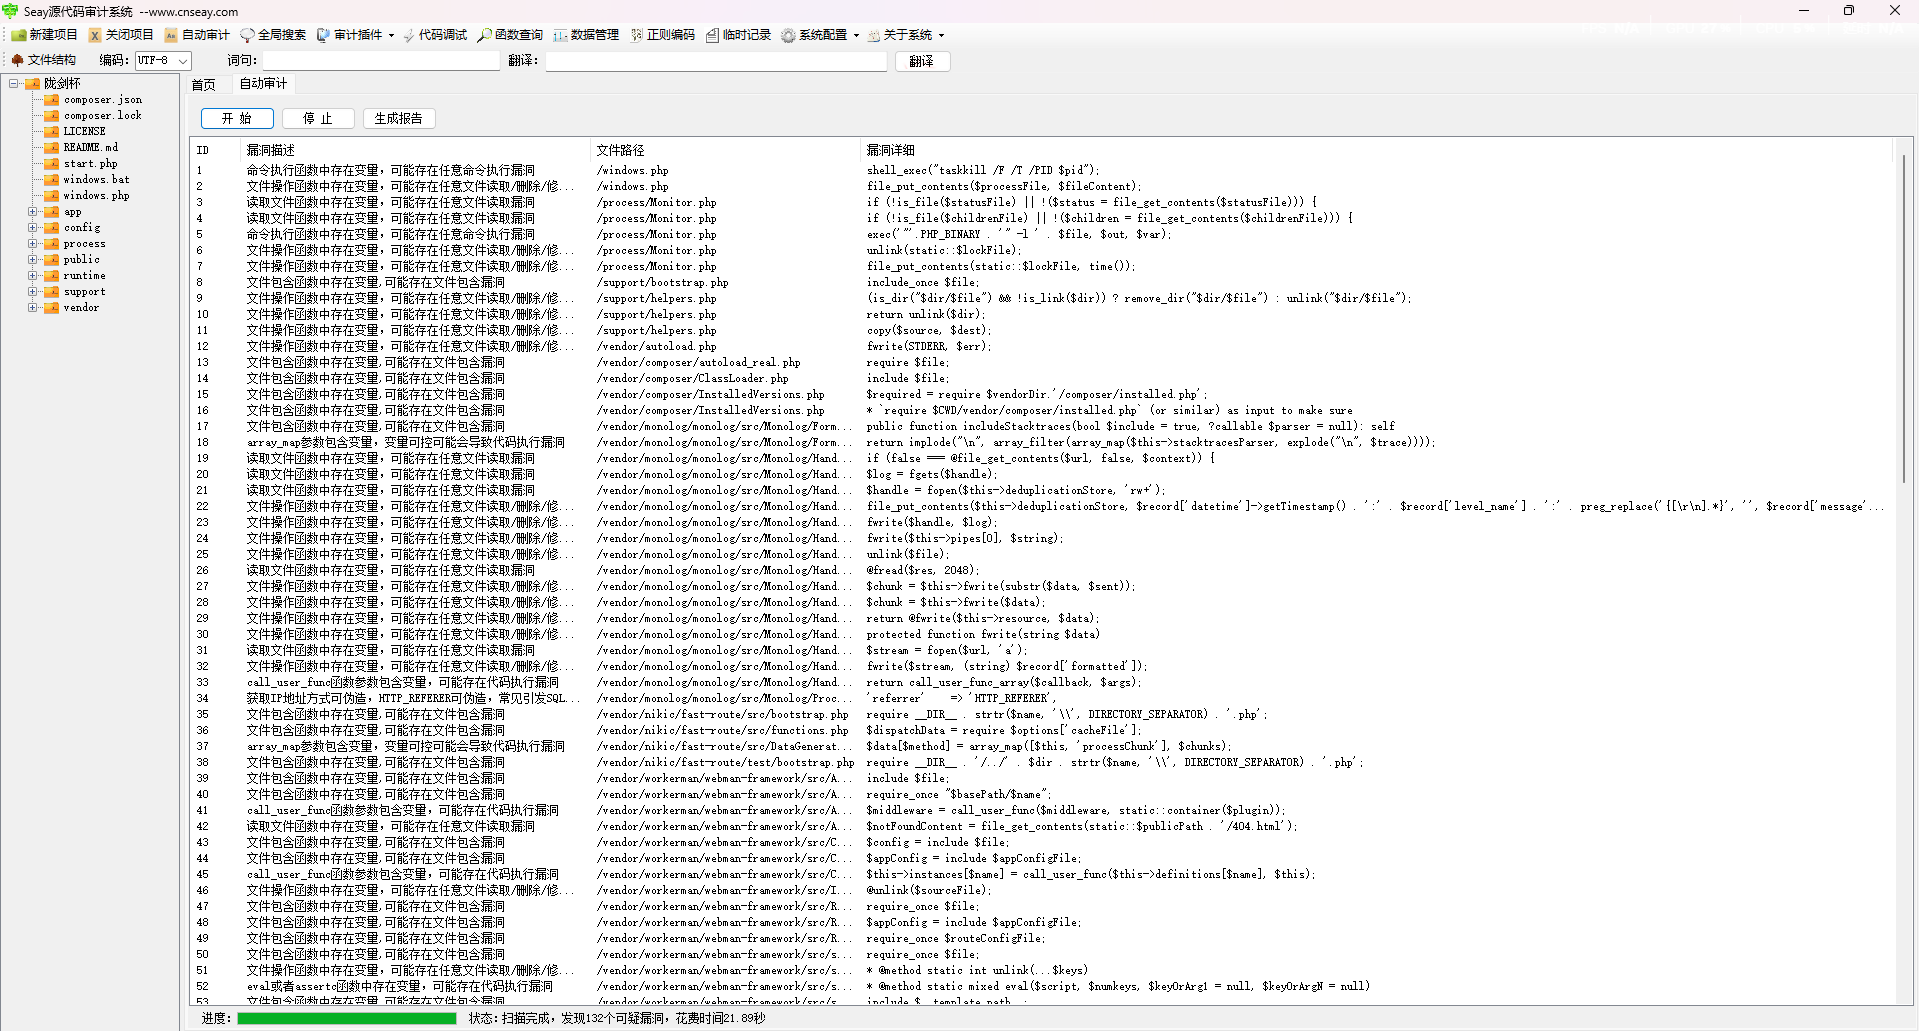 Seay源代码审计系统  --www.cnseay.com
新建项目 关闭项目 自动审计 全局搜索 审计插件 代码调试 函数查询 数据管理 正则编码 临时记录 系统配置 关于系统
文件结构 编码： UTF-8 词句： 翻译： 翻译
陇剑杯
composer.json
composer.lock
LICENSE
README.md
start.php
windows.bat
windows.php
app
config
process
public
runtime
support
vendor
首页 自动审计
开 始 停 止 生成报告
ID 漏洞描述 文件路径 漏洞详细
1 命令执行函数中存在变量，可能存在任意命令执行漏洞 /windows.php shell_exec("taskkill /F /T /PID $pid");
2 文件操作函数中存在变量，可能存在任意文件读取/删除/修... /windows.php file_put_contents($processFile, $fileContent);
3 读取文件函数中存在变量，可能存在任意文件读取漏洞 /process/Monitor.php if (!is_file($statusFile) || !($status = file_get_contents($statusFile))) {
4 读取文件函数中存在变量，可能存在任意文件读取漏洞 /process/Monitor.php if (!is_file($childrenFile) || !($children = file_get_contents($childrenFile))) {
5 命令执行函数中存在变量，可能存在任意命令执行漏洞 /process/Monitor.php exec('"'.PHP_BINARY . '" -l ' . $file, $out, $var);
6 文件操作函数中存在变量，可能存在任意文件读取/删除/修... /process/Monitor.php unlink(static::$lockFile);
7 文件操作函数中存在变量，可能存在任意文件读取/删除/修... /process/Monitor.php file_put_contents(static::$lockFile, time());
8 文件包含函数中存在变量,可能存在文件包含漏洞 /support/bootstrap.php include_once $file;
9 文件操作函数中存在变量，可能存在任意文件读取/删除/修... /support/helpers.php (is_dir("$dir/$file") && !is_link($dir)) ? remove_dir("$dir/$file") : unlink("$dir/$file");
10 文件操作函数中存在变量，可能存在任意文件读取/删除/修... /support/helpers.php return unlink($dir);
11 文件操作函数中存在变量，可能存在任意文件读取/删除/修... /support/helpers.php copy($source, $dest);
12 文件操作函数中存在变量，可能存在任意文件读取/删除/修... /vendor/autoload.php fwrite(STDERR, $err);
13 文件包含函数中存在变量,可能存在文件包含漏洞 /vendor/composer/autoload_real.php require $file;
14 文件包含函数中存在变量,可能存在文件包含漏洞 /vendor/composer/ClassLoader.php include $file;
15 文件包含函数中存在变量,可能存在文件包含漏洞 /vendor/composer/InstalledVersions.php $required = require $vendorDir.'/composer/installed.php';
16 文件包含函数中存在变量,可能存在文件包含漏洞 /vendor/composer/InstalledVersions.php * `require $CWD/vendor/composer/installed.php` (or similar) as input to make sure
17 文件包含函数中存在变量,可能存在文件包含漏洞 /vendor/monolog/monolog/src/Monolog/Form... public function includeStacktraces(bool $include = true, ?callable $parser = null): self
18 array_map参数包含变量，变量可控可能会导致代码执行漏洞 /vendor/monolog/monolog/src/Monolog/Form... return implode("\n", array_filter(array_map($this->stacktracesParser, explode("\n", $trace))));
19 读取文件函数中存在变量，可能存在任意文件读取漏洞 /vendor/monolog/monolog/src/Monolog/Hand... if (false === @file_get_contents($url, false, $context)) {
20 读取文件函数中存在变量，可能存在任意文件读取漏洞 /vendor/monolog/monolog/src/Monolog/Hand... $log = fgets($handle);
21 读取文件函数中存在变量，可能存在任意文件读取漏洞 /vendor/monolog/monolog/src/Monolog/Hand... $handle = fopen($this->deduplicationStore, 'rw+');
22 文件操作函数中存在变量，可能存在任意文件读取/删除/修... /vendor/monolog/monolog/src/Monolog/Hand... file_put_contents($this->deduplicationStore, $record['datetime']->getTimestamp() . ':' . $record['level_name'] . ':' . preg_replace('{[\r\n].*}', '', $record['message'...
23 文件操作函数中存在变量，可能存在任意文件读取/删除/修... /vendor/monolog/monolog/src/Monolog/Hand... fwrite($handle, $log);
24 文件操作函数中存在变量，可能存在任意文件读取/删除/修... /vendor/monolog/monolog/src/Monolog/Hand... fwrite($this->pipes[0], $string);
25 文件操作函数中存在变量，可能存在任意文件读取/删除/修... /vendor/monolog/monolog/src/Monolog/Hand... unlink($file);
26 读取文件函数中存在变量，可能存在任意文件读取漏洞 /vendor/monolog/monolog/src/Monolog/Hand... @fread($res, 2048);
27 文件操作函数中存在变量，可能存在任意文件读取/删除/修... /vendor/monolog/monolog/src/Monolog/Hand... $chunk = $this->fwrite(substr($data, $sent));
28 文件操作函数中存在变量，可能存在任意文件读取/删除/修... /vendor/monolog/monolog/src/Monolog/Hand... $chunk = $this->fwrite($data);
29 文件操作函数中存在变量，可能存在任意文件读取/删除/修... /vendor/monolog/monolog/src/Monolog/Hand... return @fwrite($this->resource, $data);
30 文件操作函数中存在变量，可能存在任意文件读取/删除/修... /vendor/monolog/monolog/src/Monolog/Hand... protected function fwrite(string $data)
31 读取文件函数中存在变量，可能存在任意文件读取漏洞 /vendor/monolog/monolog/src/Monolog/Hand... $stream = fopen($url, 'a');
32 文件操作函数中存在变量，可能存在任意文件读取/删除/修... /vendor/monolog/monolog/src/Monolog/Hand... fwrite($stream, (string) $record['formatted']);
33 call_user_func函数参数包含变量，可能存在代码执行漏洞 /vendor/monolog/monolog/src/Monolog/Hand... return call_user_func_array($callback, $args);
34 获取IP地址方式可伪造，HTTP_REFERER可伪造，常见引发SQL... /vendor/monolog/monolog/src/Monolog/Proc... 'referrer'    => 'HTTP_REFERER',
35 文件包含函数中存在变量,可能存在文件包含漏洞 /vendor/nikic/fast-route/src/bootstrap.php require __DIR__ . strtr($name, '\\', DIRECTORY_SEPARATOR) . '.php';
36 文件包含函数中存在变量,可能存在文件包含漏洞 /vendor/nikic/fast-route/src/functions.php $dispatchData = require $options['cacheFile'];
37 array_map参数包含变量，变量可控可能会导致代码执行漏洞 /vendor/nikic/fast-route/src/DataGenerat... $data[$method] = array_map([$this, 'processChunk'], $chunks);
38 文件包含函数中存在变量,可能存在文件包含漏洞 /vendor/nikic/fast-route/test/bootstrap.php require __DIR__ . '/../' . $dir . strtr($name, '\\', DIRECTORY_SEPARATOR) . '.php';
39 文件包含函数中存在变量,可能存在文件包含漏洞 /vendor/workerman/webman-framework/src/A... include $file;
40 文件包含函数中存在变量,可能存在文件包含漏洞 /vendor/workerman/webman-framework/src/A... require_once "$basePath/$name";
41 call_user_func函数参数包含变量，可能存在代码执行漏洞 /vendor/workerman/webman-framework/src/A... $middleware = call_user_func($middleware, static::container($plugin));
42 读取文件函数中存在变量，可能存在任意文件读取漏洞 /vendor/workerman/webman-framework/src/A... $notFoundContent = file_get_contents(static::$publicPath . '/404.html');
43 文件包含函数中存在变量,可能存在文件包含漏洞 /vendor/workerman/webman-framework/src/C... $config = include $file;
44 文件包含函数中存在变量,可能存在文件包含漏洞 /vendor/workerman/webman-framework/src/C... $appConfig = include $appConfigFile;
45 call_user_func函数参数包含变量，可能存在代码执行漏洞 /vendor/workerman/webman-framework/src/C... $this->instances[$name] = call_user_func($this->definitions[$name], $this);
46 文件操作函数中存在变量，可能存在任意文件读取/删除/修... /vendor/workerman/webman-framework/src/I... @unlink($sourceFile);
47 文件包含函数中存在变量,可能存在文件包含漏洞 /vendor/workerman/webman-framework/src/R... require_once $file;
48 文件包含函数中存在变量,可能存在文件包含漏洞 /vendor/workerman/webman-framework/src/R... $appConfig = include $appConfigFile;
49 文件包含函数中存在变量,可能存在文件包含漏洞 /vendor/workerman/webman-framework/src/R... require_once $routeConfigFile;
50 文件包含函数中存在变量,可能存在文件包含漏洞 /vendor/workerman/webman-framework/src/s... require_once $file;
51 文件操作函数中存在变量，可能存在任意文件读取/删除/修... /vendor/workerman/webman-framework/src/s... * @method static int unlink(...$keys)
52 eval或者assertc函数中存在变量，可能存在代码执行漏洞 /vendor/workerman/webman-framework/src/s... * @method static mixed eval($script, $numkeys, $keyOrArg1 = null, $keyOrArgN = null)
53 文件包含函数中存在变量,可能存在文件包含漏洞 /vendor/workerman/webman-framework/src/s...
进度： 状态：扫描完成，发现132个可疑漏洞，花费时间21.89秒